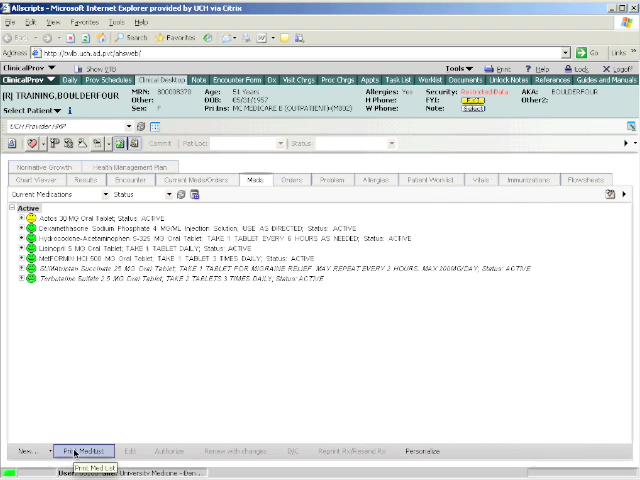 Allscripts - Microsoft Internet Explorer provided by UCH via Citrix
File Edit View Favorites Tools Help
Back Search Favorites
Address http://twlb.uch.ad.pvt/ahsweb/ Go Links »
ClinicalProv Show VTB Tools Print ? Help Lock Logoff
ClinicalProv Daily Prov Schedules Clinical Desktop Note Encounter Form Dx Visit Chrgs Proc Chrgs Appts Task List Worklist Documents Unlock Notes References Guides and Manuals
[R] TRAINING,BOULDERFOUR MRN: 800008370 Age: 51 Years Allergies: Yes Security: Restricted Data AKA: BOULDERFOUR
Other: DOB: 05/01/1957 H Phone: FYI: FYI Other2:
Select Patient i Sex: F Pri Ins: MC MEDICARE B (OUTPATIENT)-(M802) W Phone: Note: Select
UCH Provider HMP
Commit Pat Loc: Status:
Normative Growth Health Management Plan
Chart Viewer Results Encounter Current Meds/Orders Meds Orders Problem Allergies Patient Worklist Vitals Immunizations Flowsheets
Current Medications Status
Active
Actos 30 MG Oral Tablet; Status: ACTIVE
Dexamethasone Sodium Phosphate 4 MG/ML Injection Solution; USE AS DIRECTED; Status: ACTIVE
Hydrocodone-Acetaminophen 5-325 MG Oral Tablet; TAKE 1 TABLET EVERY 6 HOURS AS NEEDED; Status: ACTIVE
Lisinopril 5 MG Oral Tablet; TAKE 1 TABLET DAILY; Status: ACTIVE
MetFORMIN HCl 500 MG Oral Tablet; TAKE 1 TABLET 3 TIMES DAILY; Status: ACTIVE
SUMAtriptan Succinate 25 MG Oral Tablet; TAKE 1 TABLET FOR MIGRAINE RELIEF. MAY REPEAT EVERY 2 HOURS. MAX 200MG/DAY; Status: ACTIVE
Terbutaline Sulfate 2.5 MG Oral Tablet; TAKE 2 TABLETS 3 TIMES DAILY; Status: ACTIVE
New... Print Med List Edit Authorize Renew with changes D/C Reprint Rx/Resend Rx Personalize
Print Med List
User: Site: University Medicine - Den...